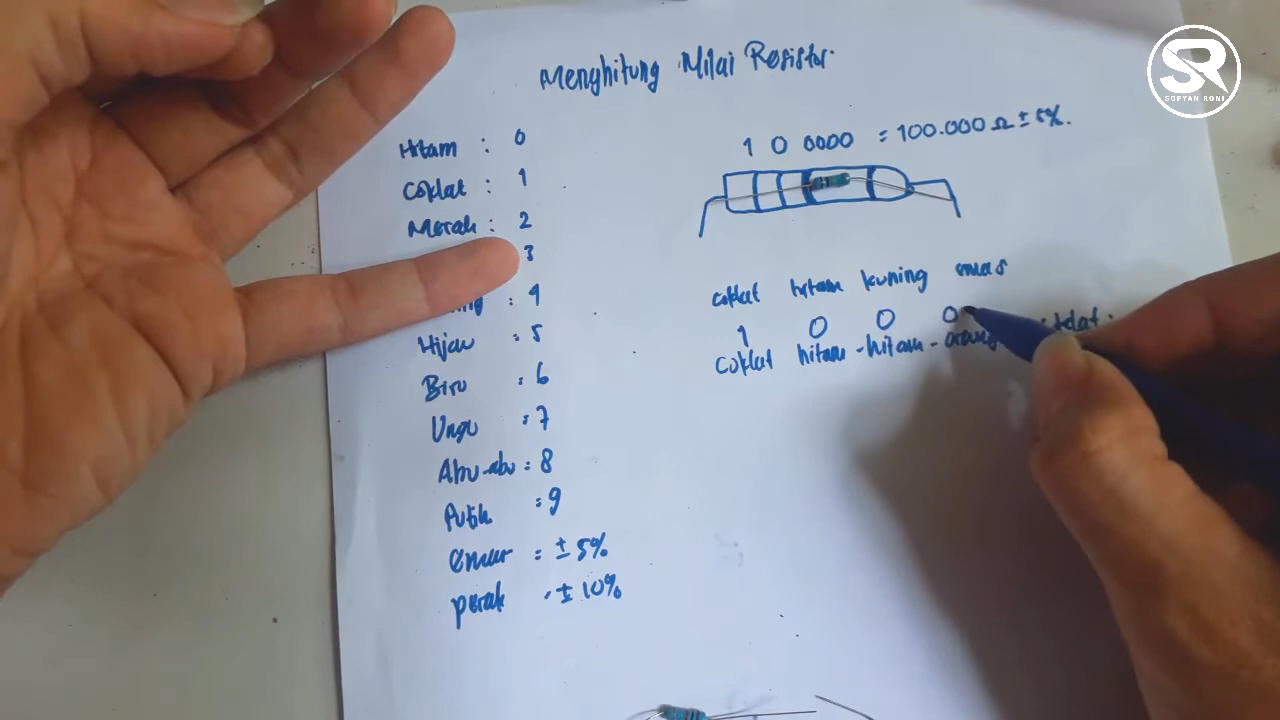 SR
SOPYAN RONI
Menghitung Nilai Resistor
Hitam : 0
Coklat : 1
Merah : 2
3
: 4
Hijau : 5
Biru : 6
Ungu : 7
Abu-abu : 8
Putih : 9
emas = ± 5%
perak . ± 10%
1 0 0000 = 100.000 Ω ± 5%.
coklat hitam kuning emas
1 0 0 0
Coklat hitam - hitam -